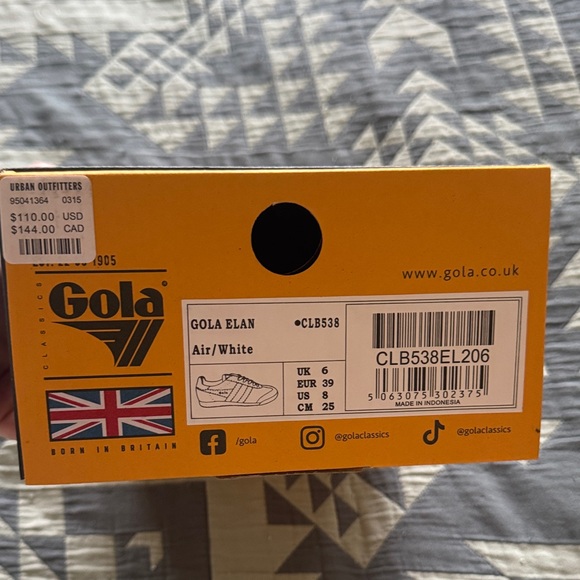 URBAN OUTFITTERS
95041364 0315
$110.00 USD
$144.00 CAD
1905
www.gola.co.uk
CLASSICS
Gola
BORN IN BRITAIN
GOLA ELAN •CLB538
Air/White
UK 6
EUR 39
US 8
CM 25
CLB538EL206
5 063075 302375
MADE IN INDONESIA
/gola
@golaclassics
@golaclassics